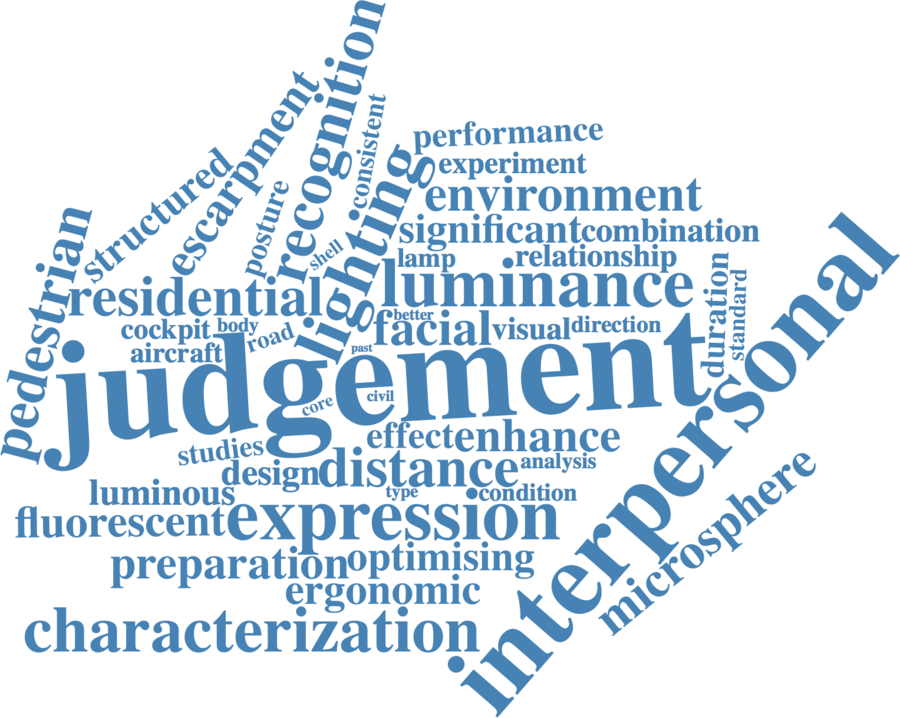 recognition
consistent
escarpment
structured
posture
shell
lighting
performance
experiment
environment
significant
combination
lamp
relationship
pedestrian
residential
luminance
duration
standard
interpersonal
cockpit
body
road
better
facial
visual
direction
aircraft
past
judgement
core
civil
studies
effect
enhance
design
distance
analysis
luminous
type
condition
fluorescent
expression
microsphere
preparation
optimising
ergonomic
characterization